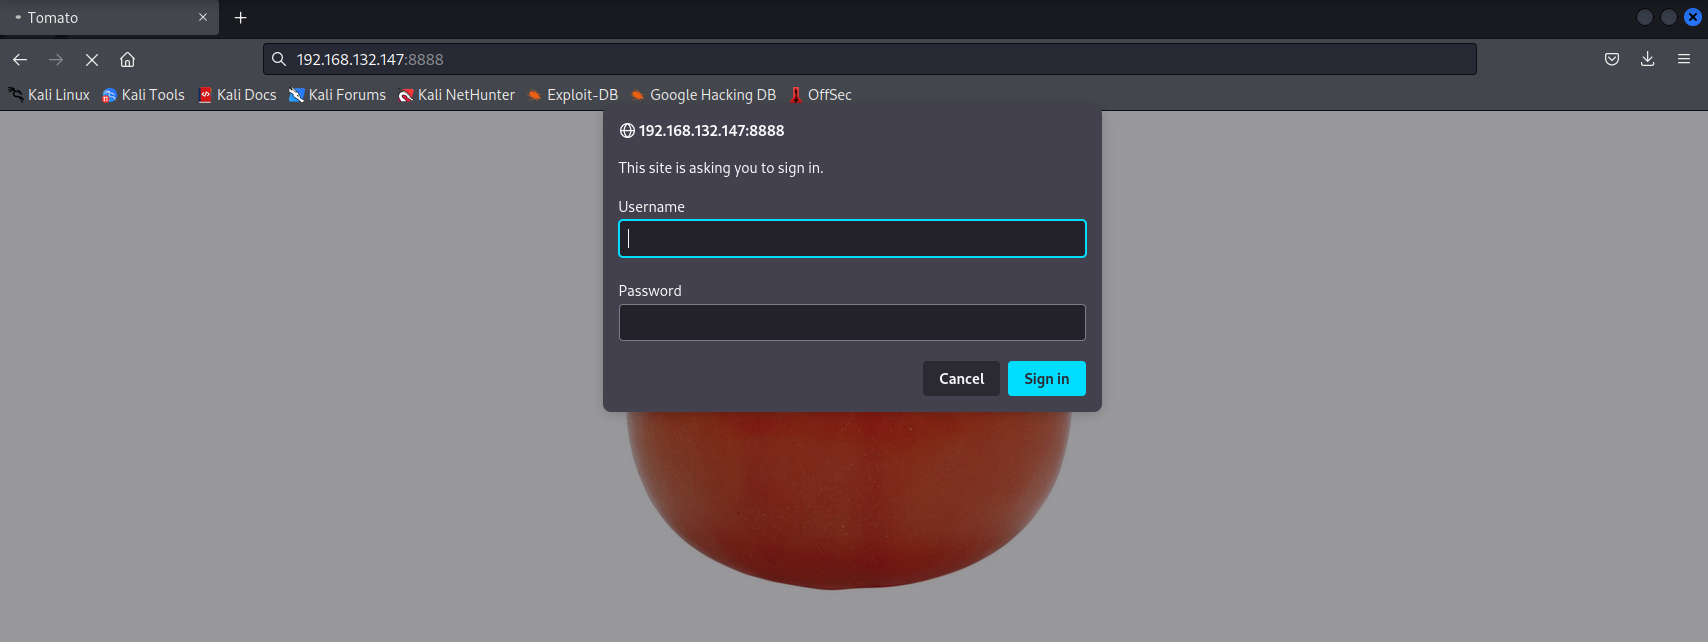 Tomato
192.168.132.147:8888
Kali Linux Kali Tools Kali Docs Kali Forums Kali NetHunter Exploit-DB Google Hacking DB OffSec
192.168.132.147:8888
This site is asking you to sign in.
Username
Password
Cancel Sign in